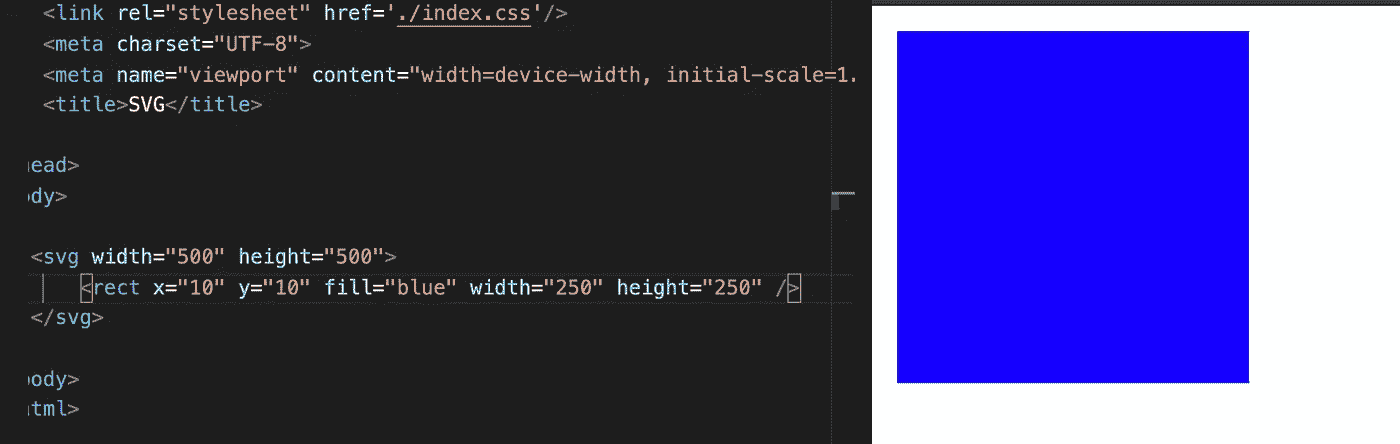 <link rel="stylesheet" href='./index.css'/>
<meta charset="UTF-8">
<meta name="viewport" content="width=device-width, initial-scale=1.
<title>SVG</title>
ead>
ody>
<svg width="500" height="500">
<rect x="10" y="10" fill="blue" width="250" height="250" />
</svg>
body>
tml>